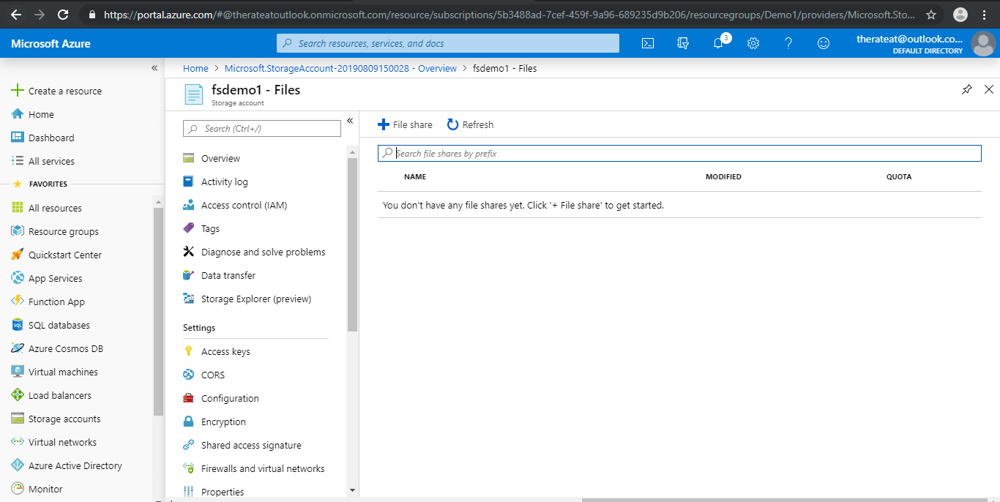 https://portal.azure.com/#@therateatoutlook.onmicrosoft.com/resource/subscriptions/5b3488ad-7cef-459f-9a96-689235d9b206/resourcegroups/Demo1/providers/Microsoft.Sto...
Microsoft Azure
Search resources, services, and docs
3
therateat@outlook.co...
DEFAULT DIRECTORY
«
Create a resource
Home
Dashboard
All services
FAVORITES
All resources
Resource groups
Quickstart Center
App Services
Function App
SQL databases
Azure Cosmos DB
Virtual machines
Load balancers
Storage accounts
Virtual networks
Azure Active Directory
Monitor
Home > Microsoft.StorageAccount-20190809150028 - Overview > fsdemo1 - Files
fsdemo1 - Files
Storage account
Search (Ctrl+/)
«
Overview
Activity log
Access control (IAM)
Tags
Diagnose and solve problems
Data transfer
Storage Explorer (preview)
Settings
Access keys
CORS
Configuration
Encryption
Shared access signature
Firewalls and virtual networks
Properties
File share
Refresh
Search file shares by prefix
NAME MODIFIED QUOTA
You don't have any file shares yet. Click '+ File share' to get started.